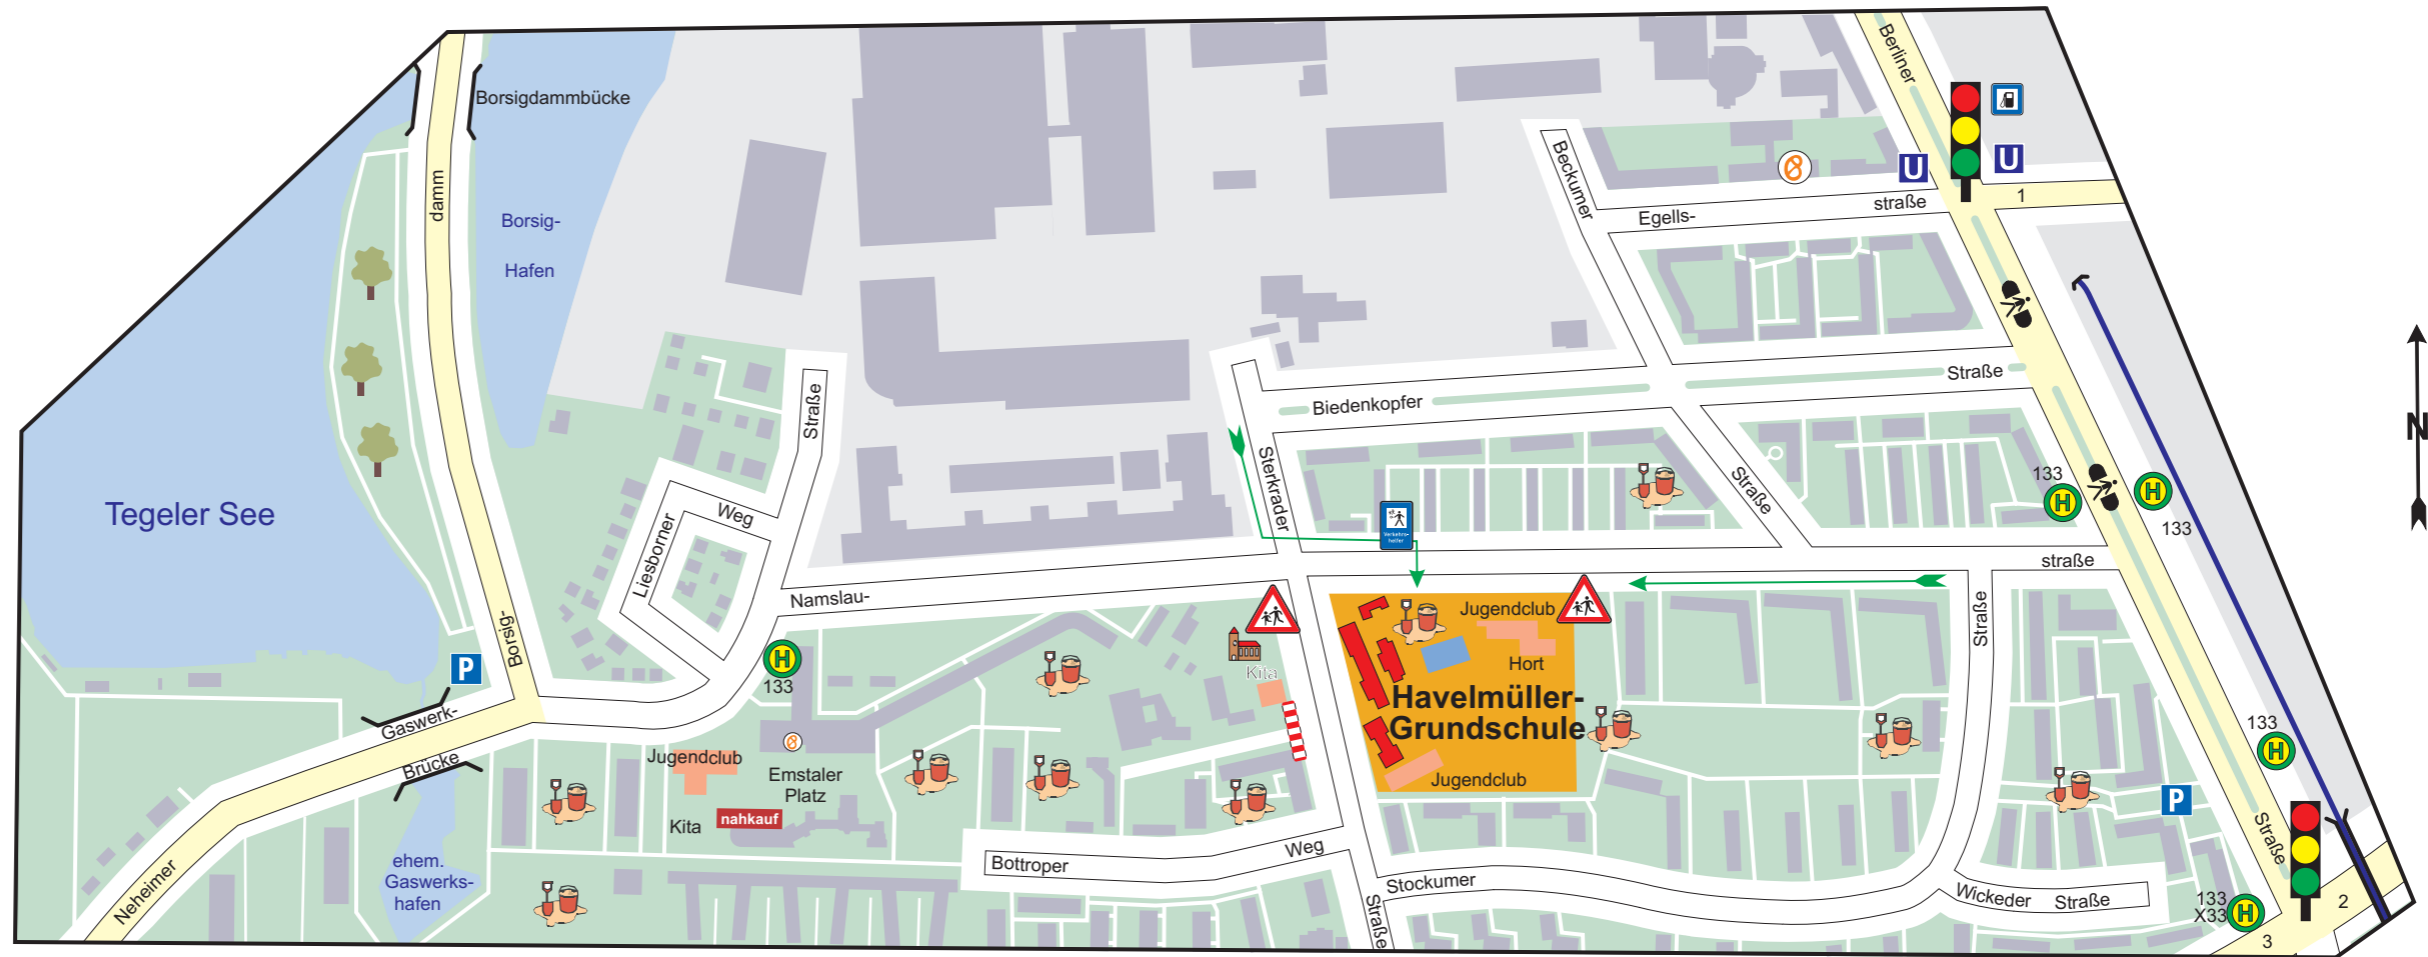 Berliner
Borsigdammbücke
damm
Beckumer
U
U
1
Egells-
straße
Borsig-
Hafen
Straße
Biedenkopfer
Straße
N
Sterkrader
Straße
133
H
H
133
Tegeler See
Weg
Liesborner
Verkehrs-
helfer
straße
Namslau-
Straße
Jugendclub
Hort
Borsig-
P
H
133
Kita
Havelmüller-
Grundschule
Gaswerk-
Brücke
Jugendclub
Emstaler
Platz
Jugendclub
133
H
P
nahkauf
Kita
Straße
Weg
Bottroper
ehem.
Gaswerks-
hafen
Neheimer
Stockumer
Wickeder Straße
Straße
133
X33
H
2
3